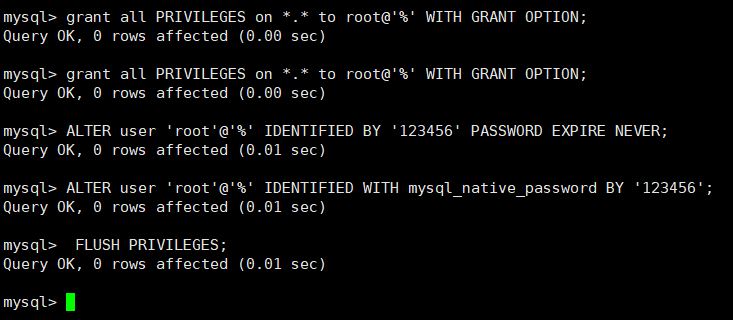 mysql> grant all PRIVILEGES on *.* to root@'%' WITH GRANT OPTION;
Query OK, 0 rows affected (0.00 sec)
mysql> grant all PRIVILEGES on *.* to root@'%' WITH GRANT OPTION;
Query OK, 0 rows affected (0.00 sec)
mysql> ALTER user 'root'@'%' IDENTIFIED BY '123456' PASSWORD EXPIRE NEVER;
Query OK, 0 rows affected (0.01 sec)
mysql> ALTER user 'root'@'%' IDENTIFIED WITH mysql_native_password BY '123456';
Query OK, 0 rows affected (0.01 sec)
mysql>  FLUSH PRIVILEGES;
Query OK, 0 rows affected (0.01 sec)
mysql>